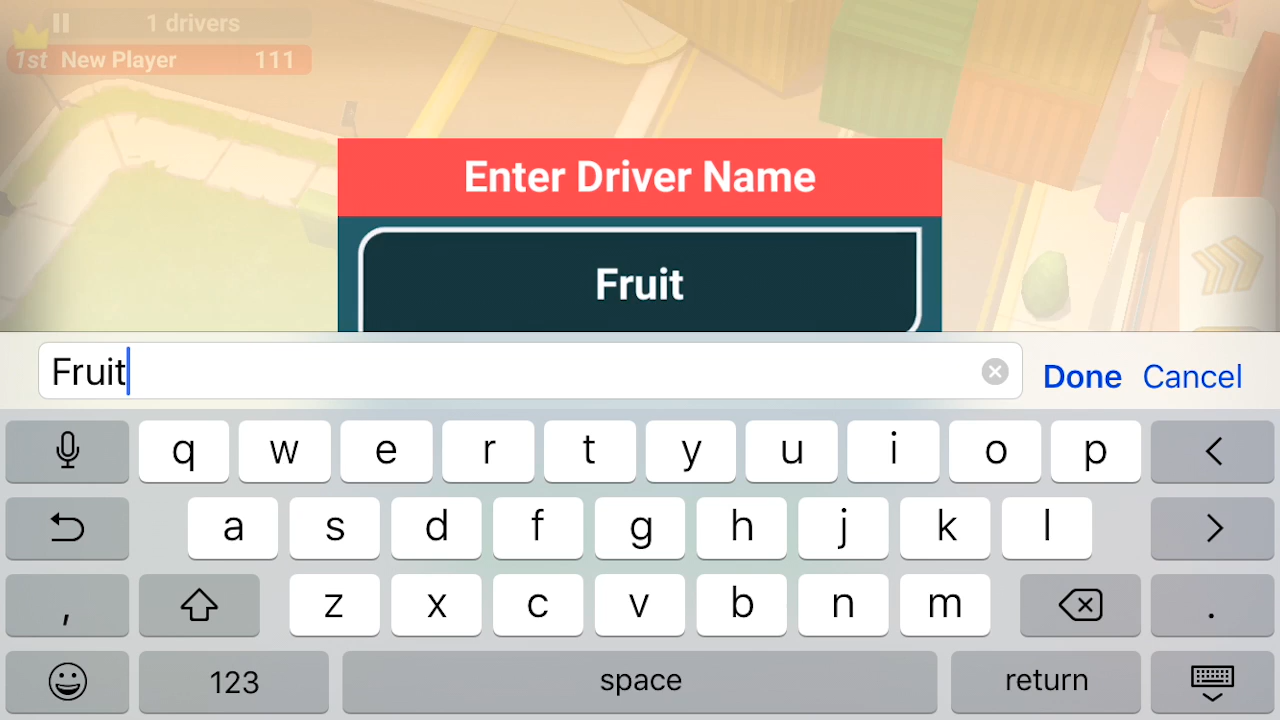 1 drivers
1st New Player 111
Enter Driver Name
Fruit
Fruit
Done Cancel
q w e r t y u i o p <
a s d f g h j k l >
, z x c v b n m .
123 space return